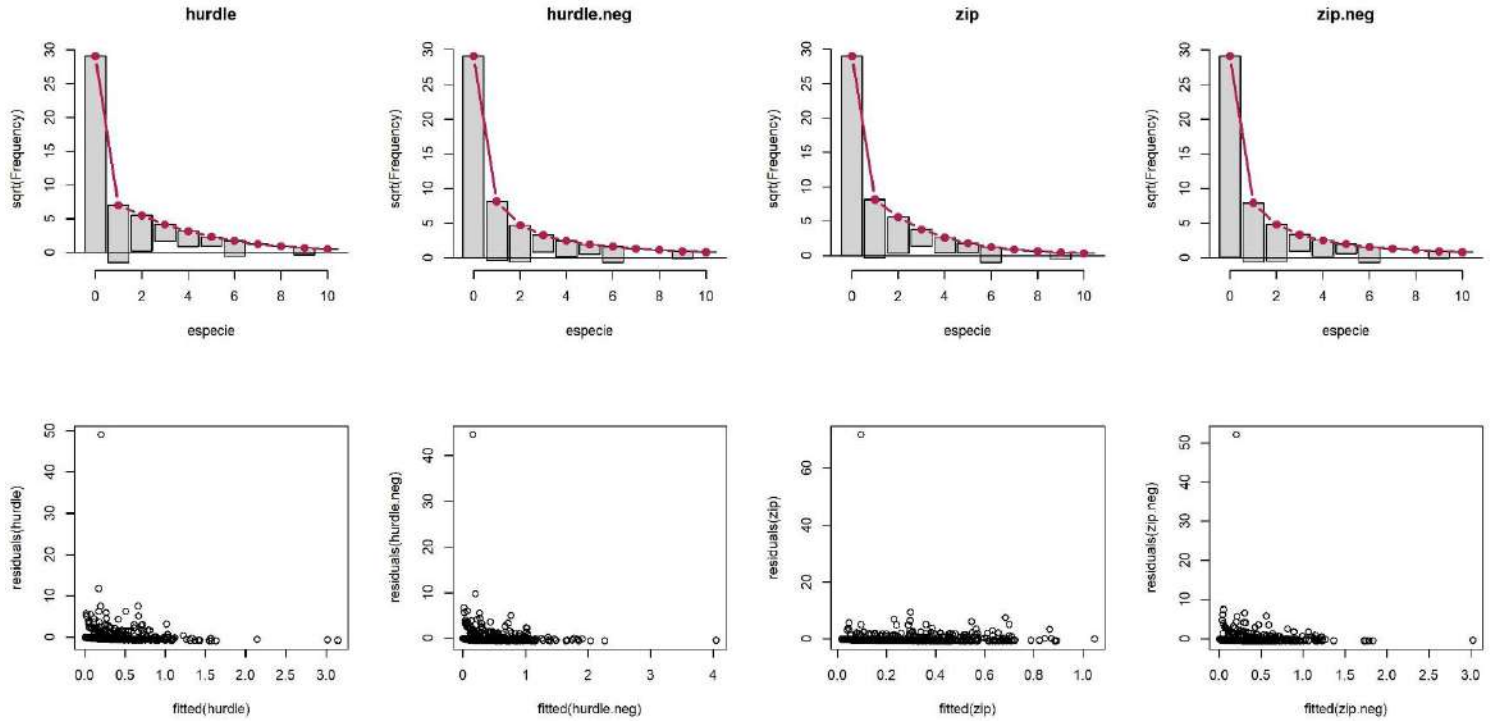 hurdle
sqrt(Frequency)
30
25
20
15
10
5
0
0 2 4 6 8 10
especie
hurdle.neg
sqrt(Frequency)
30
25
20
15
10
5
0
0 2 4 6 8 10
especie
zip
sqrt(Frequency)
30
25
20
15
10
5
0
0 2 4 6 8 10
especie
zip.neg
sqrt(Frequency)
30
25
20
15
10
5
0
0 2 4 6 8 10
especie
residuals(hurdle)
50
40
30
20
10
0
0.0 0.5 1.0 1.5 2.0 2.5 3.0
fitted(hurdle)
residuals(hurdle.neg)
40
30
20
10
0
0 1 2 3 4
fitted(hurdle.neg)
residuals(zip)
60
40
20
0
0.0 0.2 0.4 0.6 0.8 1.0
fitted(zip)
residuals(zip.neg)
50
40
30
20
10
0
0.0 0.5 1.0 1.5 2.0 2.5 3.0
fitted(zip.neg)